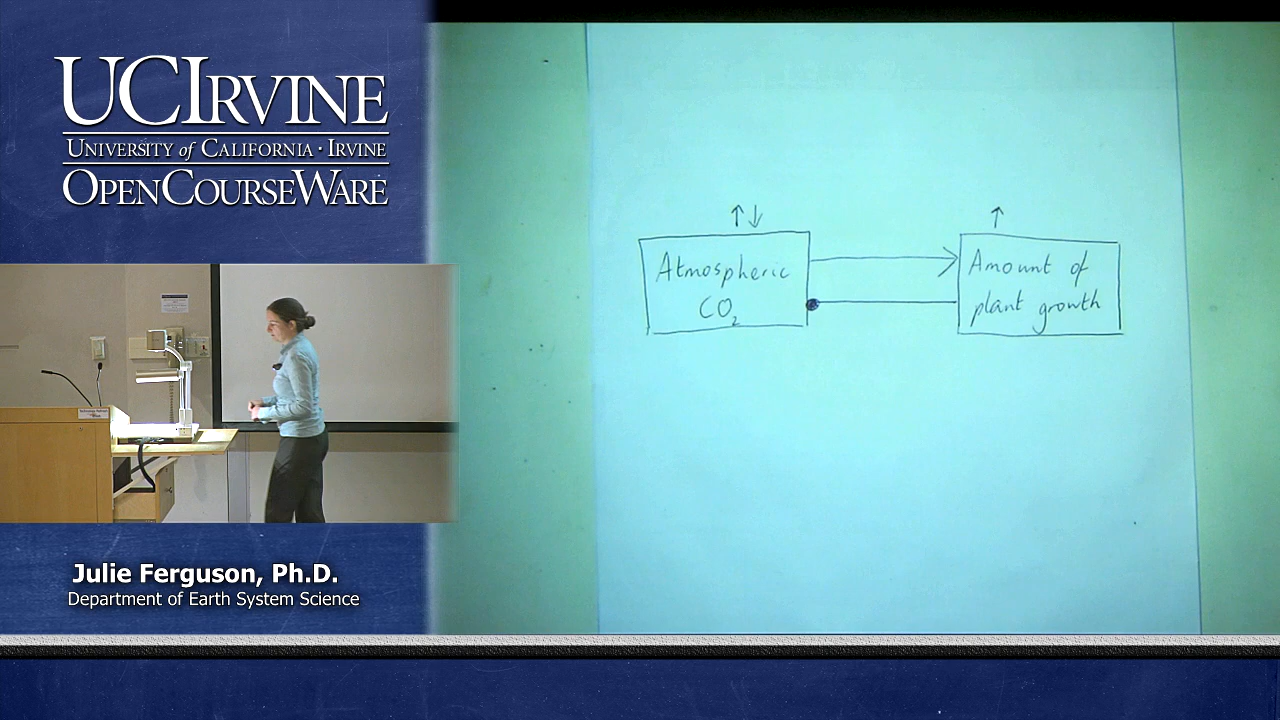 UCIRVINE
UNIVERSITY of CALIFORNIA · IRVINE
OPENCOURSEWARE
↑↓
Atmospheric
CO₂
↑
Amount of
plant growth
Julie Ferguson, Ph.D.
Department of Earth System Science